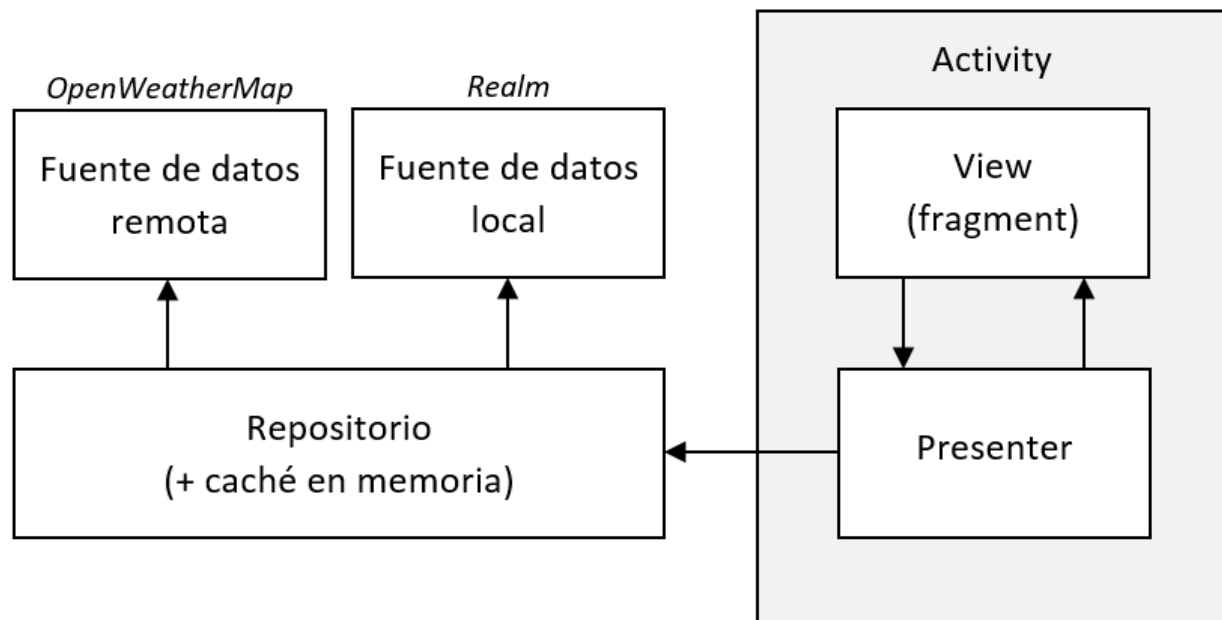 OpenWeatherMap
Fuente de datos
remota
Realm
Fuente de datos
local
Repositorio
(+ caché en memoria)
Activity
View
(fragment)
Presenter